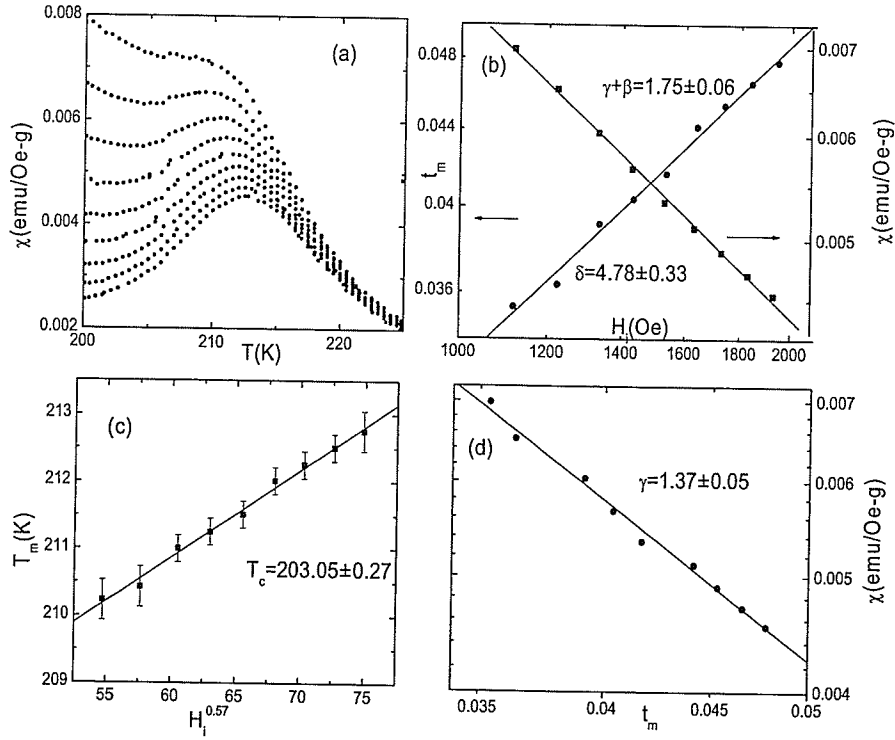 (a)
0.008
0.006
0.004
0.002
χ(emu/Oe-g)
200
210
220
T(K)
(b)
γ+β=1.75±0.06
δ=4.78±0.33
0.048
0.044
0.04
0.036
t_m
0.007
0.006
0.005
χ(emu/Oe-g)
H_i(Oe)
1000
1200
1400
1600
1800
2000
(c)
213
212
211
210
209
T_m(K)
T_c=203.05±0.27
55
60
65
70
75
H_i^0.57
(d)
γ=1.37±0.05
0.007
0.006
0.005
0.004
χ(emu/Oe-g)
0.035
0.04
0.045
0.05
t_m